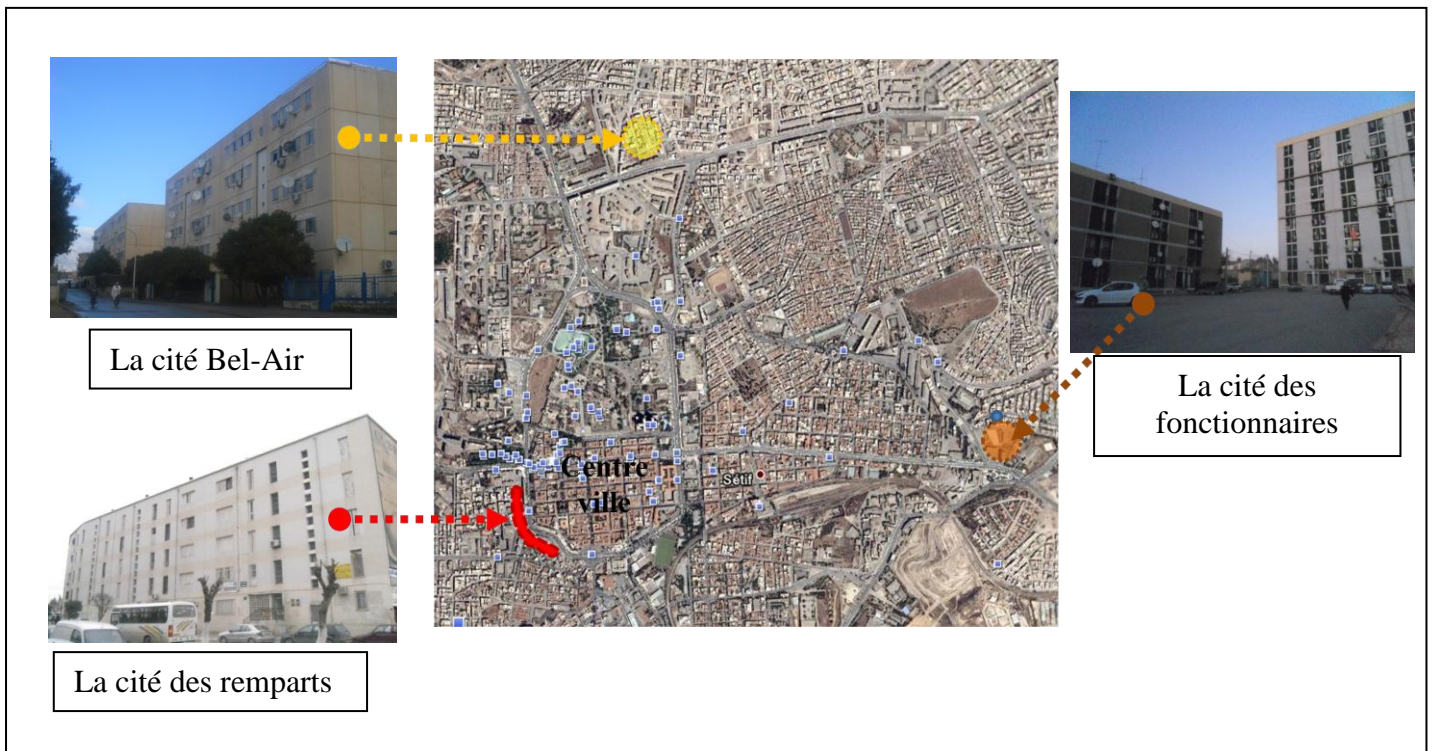 La cité Bel-Air
La cité des
fonctionnaires
Centre
ville
Sétif
La cité des remparts